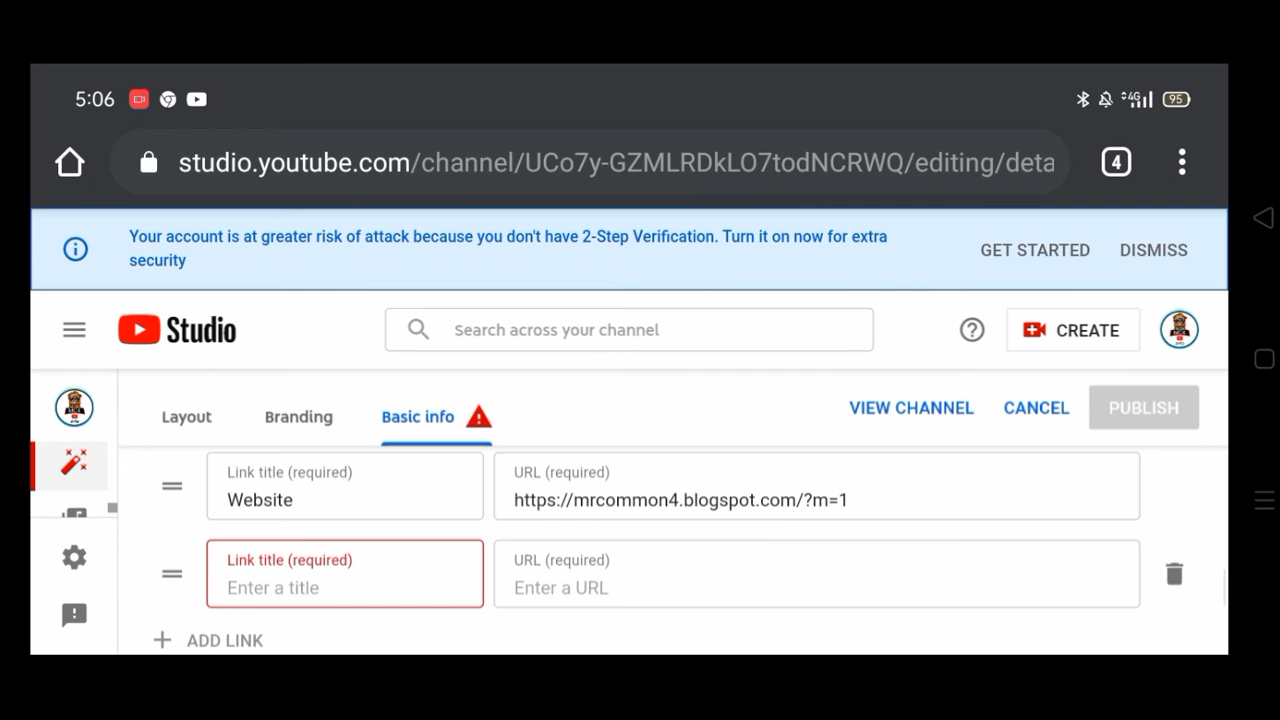 5:06
4G
95
studio.youtube.com/channel/UCo7y-GZMLRDkLO7todNCRWQ/editing/deta
4
Your account is at greater risk of attack because you don't have 2-Step Verification. Turn it on now for extra
security
GET STARTED
DISMISS
Studio
Search across your channel
CREATE
Layout
Branding
Basic info
VIEW CHANNEL
CANCEL
PUBLISH
Link title (required)
URL (required)
Website
https://mrcommon4.blogspot.com/?m=1
Link title (required)
URL (required)
Enter a title
Enter a URL
ADD LINK